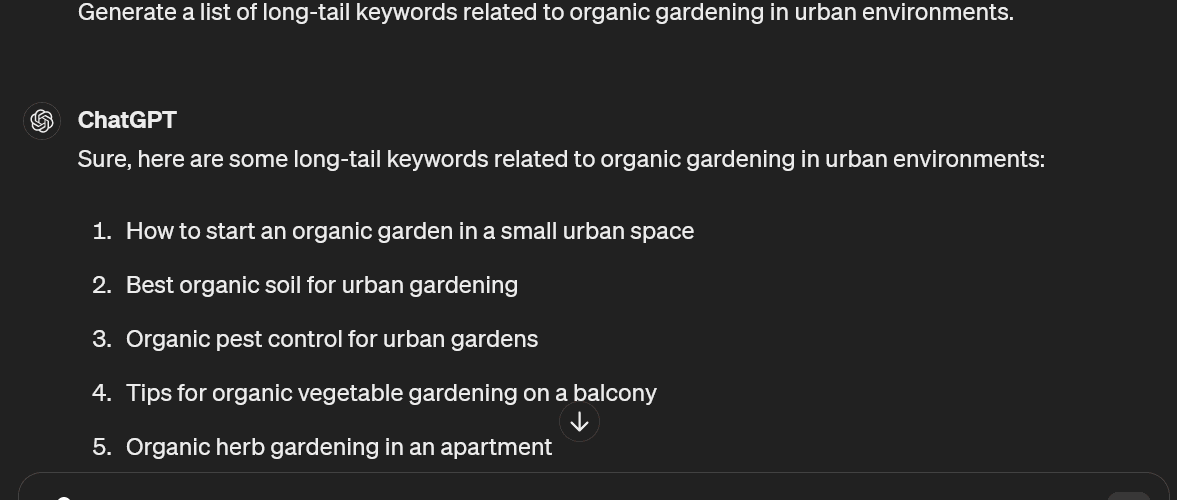 Generate a list of long-tail keywords related to organic gardening in urban environments.
ChatGPT
Sure, here are some long-tail keywords related to organic gardening in urban environments:
1. How to start an organic garden in a small urban space
2. Best organic soil for urban gardening
3. Organic pest control for urban gardens
4. Tips for organic vegetable gardening on a balcony
5. Organic herb gardening in an apartment